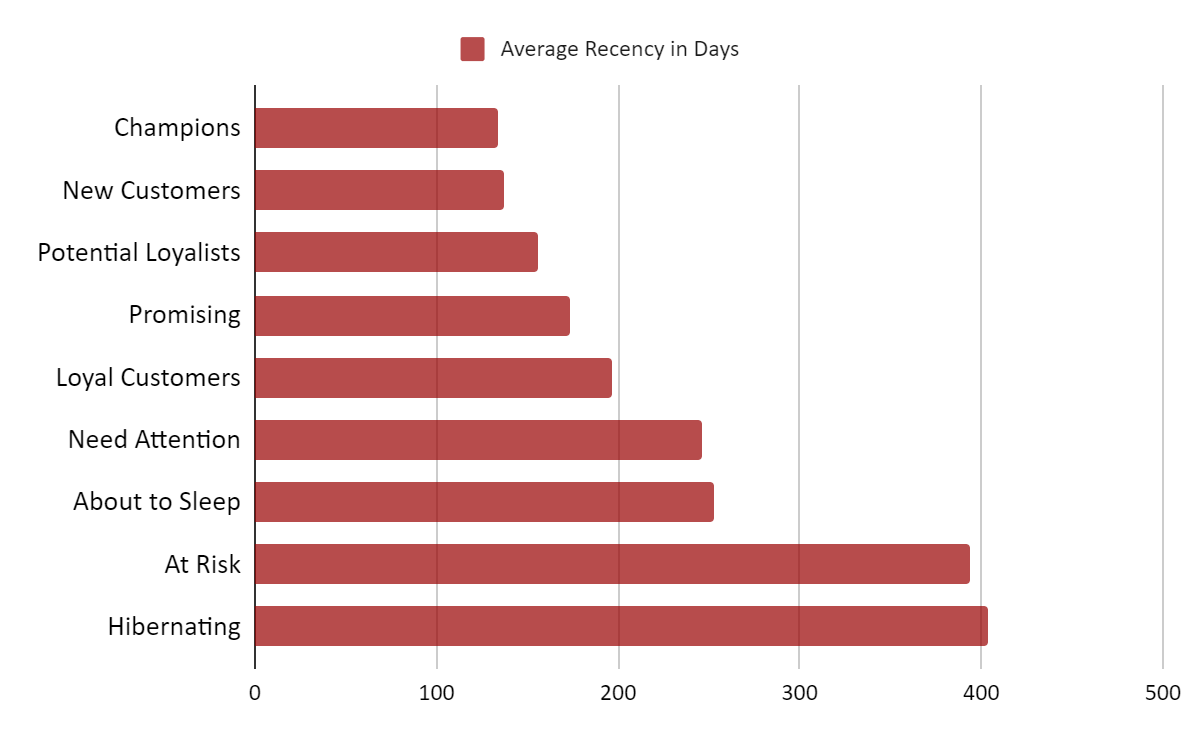 Average Recency in Days
Champions
New Customers
Potential Loyalists
Promising
Loyal Customers
Need Attention
About to Sleep
At Risk
Hibernating
0 100 200 300 400 500